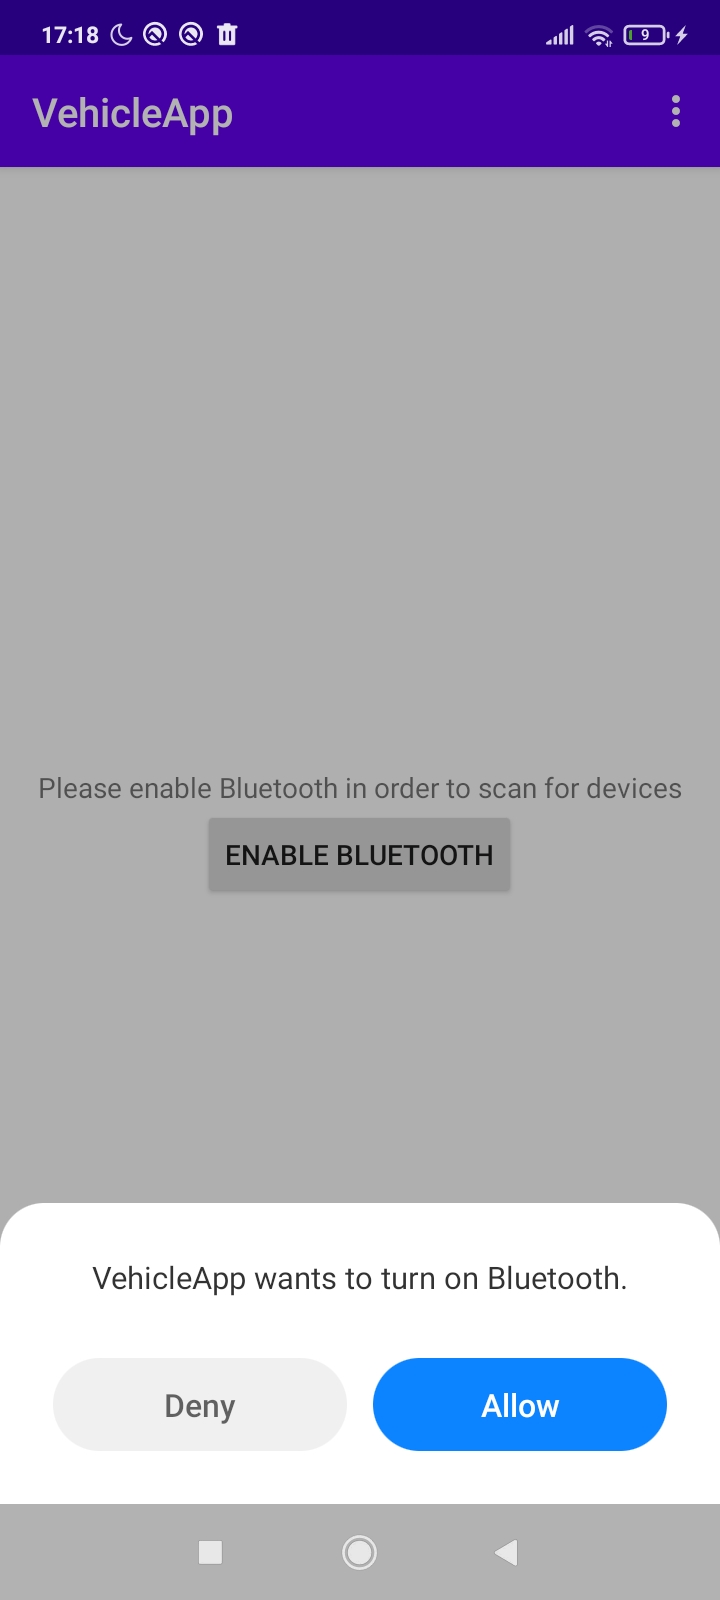 17:18
9
VehicleApp
Please enable Bluetooth in order to scan for devices
ENABLE BLUETOOTH
VehicleApp wants to turn on Bluetooth.
Deny
Allow